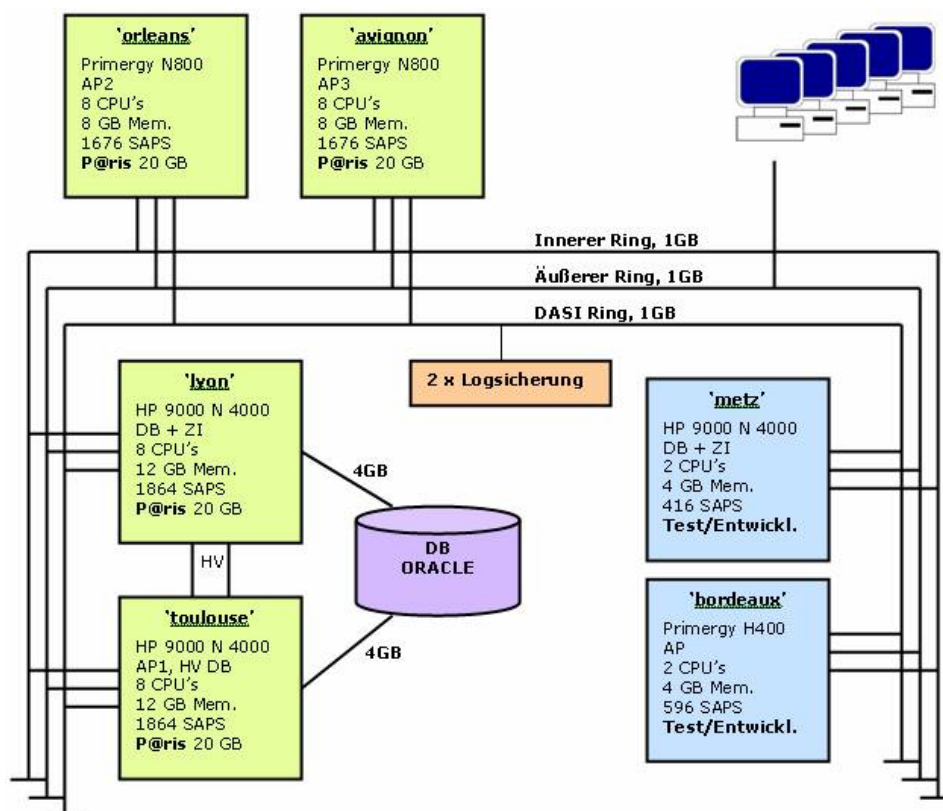 'orleans'
Primergy N800
AP2
8 CPU's
8 GB Mem.
1676 SAPS
P@ris 20 GB
'avignon'
Primergy N800
AP3
8 CPU's
8 GB Mem.
1676 SAPS
P@ris 20 GB
Innerer Ring, 1GB
Äußerer Ring, 1GB
DASI Ring, 1GB
2 x Logsicherung
'lyon'
HP 9000 N 4000
DB + ZI
8 CPU's
12 GB Mem.
1864 SAPS
P@ris 20 GB
4GB
HV
DB
ORACLE
'toulouse'
HP 9000 N 4000
AP1, HV DB
8 CPU's
12 GB Mem.
1864 SAPS
P@ris 20 GB
4GB
'metz'
HP 9000 N 4000
DB + ZI
2 CPU's
4 GB Mem.
416 SAPS
Test/Entwickl.
'bordeaux'
Primergy H400
AP
2 CPU's
4 GB Mem.
596 SAPS
Test/Entwickl.